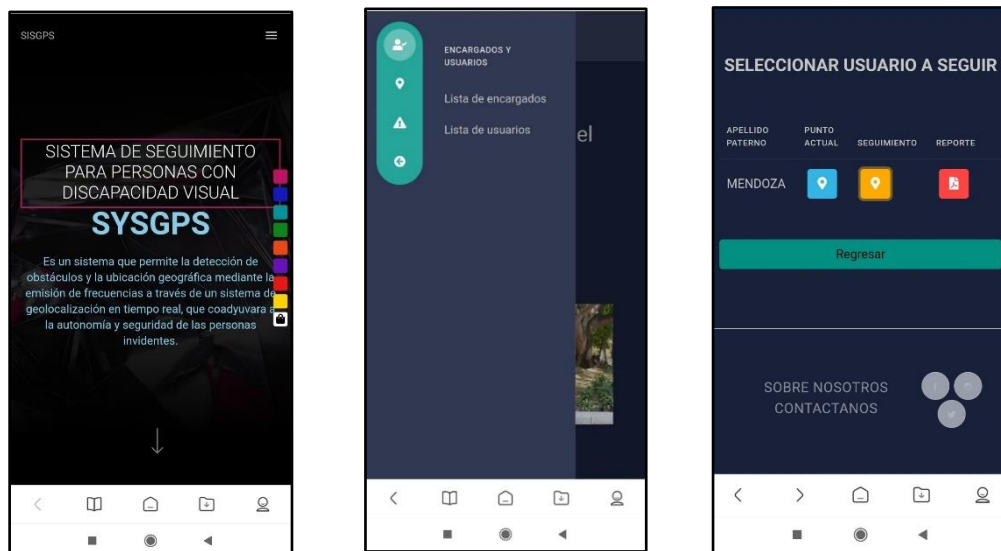 SISGPS
SISTEMA DE SEGUIMIENTO
PARA PERSONAS CON
DISCAPACIDAD VISUAL
SYSGPS
Es un sistema que permite la detección de
obstáculos y la ubicación geográfica mediante la
emisión de frecuencias a través de un sistema de
geolocalización en tiempo real, que coadyuvara a
la autonomía y seguridad de las personas
invidentes.
ENCARGADOS Y
USUARIOS
Lista de encargados
Lista de usuarios
el
SELECCIONAR USUARIO A SEGUIR
APELLIDO
PATERNO
PUNTO
ACTUAL
SEGUIMIENTO
REPORTE
MENDOZA
Regresar
SOBRE NOSOTROS
CONTACTANOS